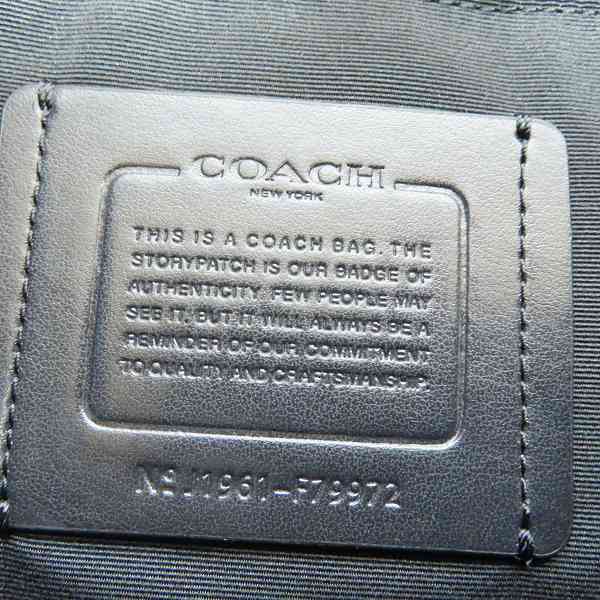 COACH
NEW YORK
THIS IS A COACH BAG. THE
STORYPATCH IS OUR BADGE OF
AUTHENTICITY. FEW PEOPLE MAY
SEE IT, BUT IT WILL ALWAYS BE A
REMINDER OF OUR COMMITMENT
TO QUALITY AND CRAFTSMANSHIP.
Nº J1961-F79972